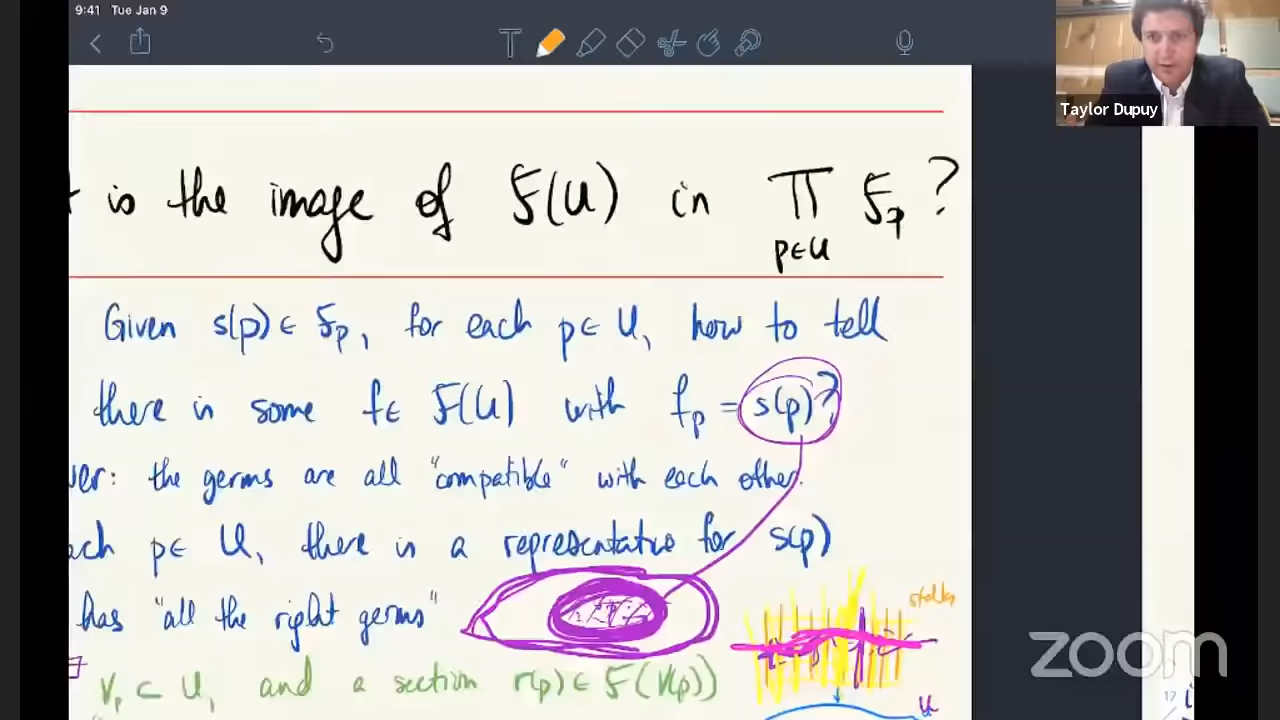 9:41 Tue Jan 9
Taylor Dupuy
is the image of F(U) in ∏ F_p ?
p∈U
Given s(p) ∈ F_p, for each p∈ U, how to tell
there is some f∈ F(U) with f_p = s(p)?
ver: the germs are all "compatible" with each other.
ach p∈ U, there is a representative for s(p)
has "all the right germs"
stalks
V_p ⊂ U, and a section r(p) ∈ F(V(p))
U
zoom